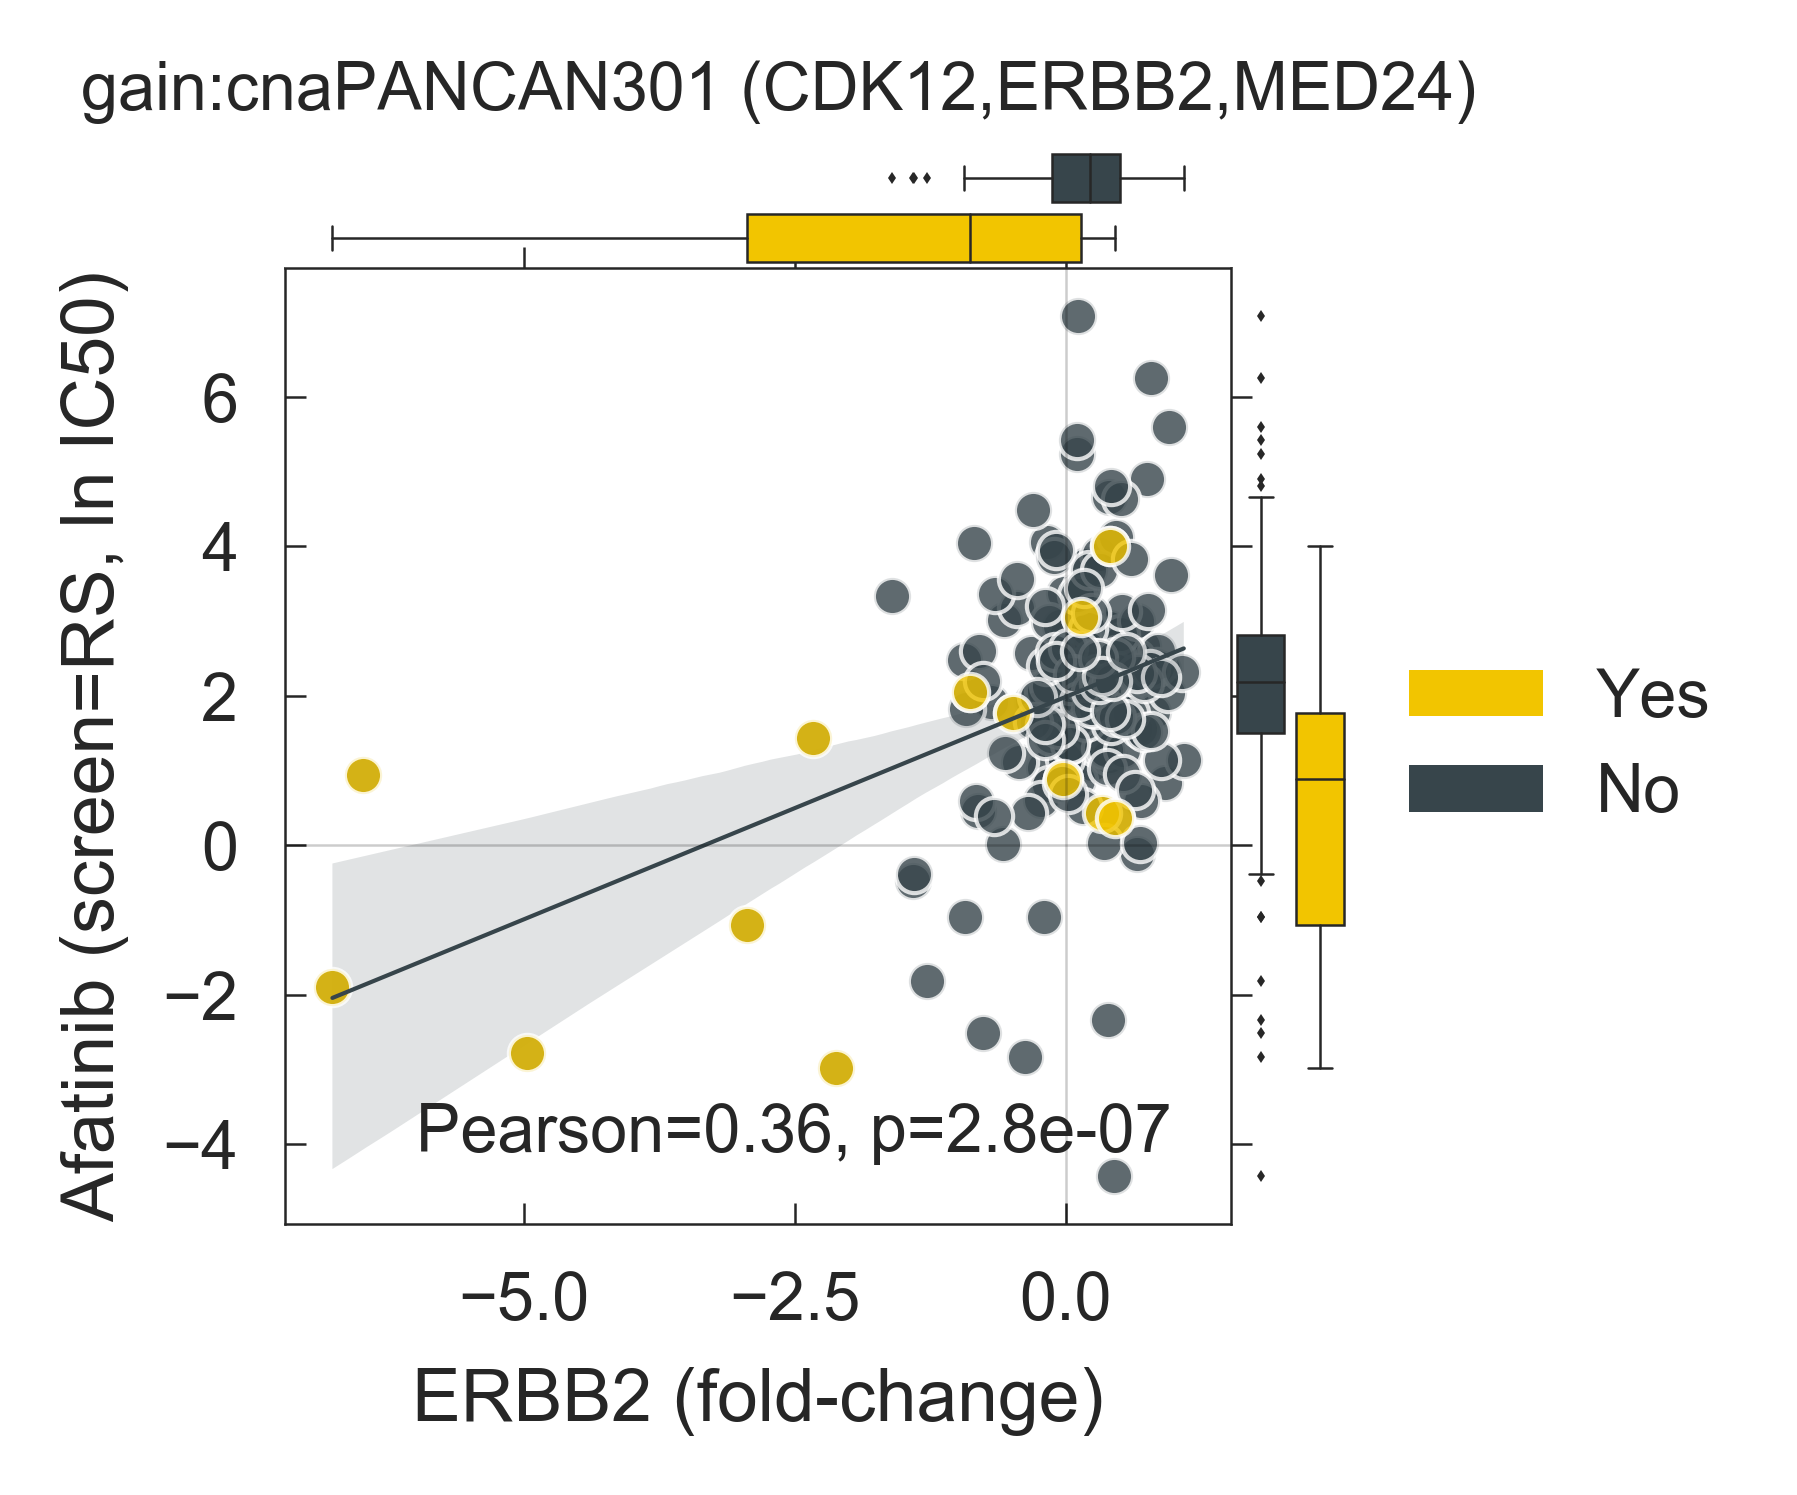 gain:cnaPANCAN301 (CDK12,ERBB2,MED24)
Afatinib (screen=RS, ln IC50)
6
4
2
0
−2
−4
Pearson=0.36, p=2.8e-07
−5.0 −2.5 0.0
ERBB2 (fold-change)
Yes
No